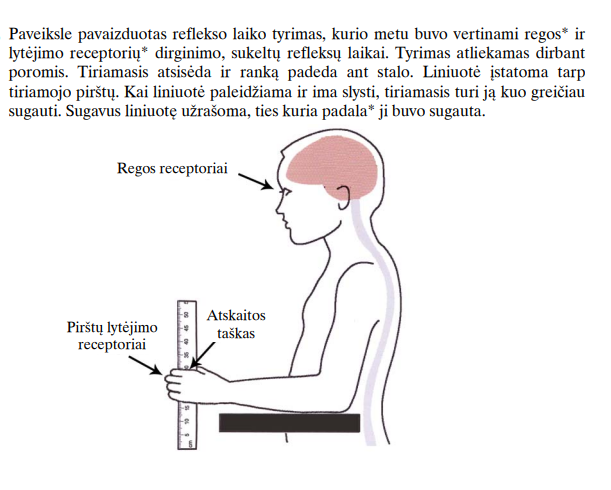 Paveiksle pavaizduotas reflekso laiko tyrimas, kurio metu buvo vertinami regos* ir
lytėjimo receptorių* dirginimo, sukeltų refleksų laikai. Tyrimas atliekamas dirbant
poromis. Tiriamasis atsisėda ir ranką padeda ant stalo. Liniuotė įstatoma tarp
tiriamojo pirštų. Kai liniuotė paleidžiama ir ima slysti, tiriamasis turi ją kuo greičiau
sugauti. Sugavus liniuotę užrašoma, ties kuria padala* ji buvo sugauta.
Regos receptoriai
Atskaitos
taškas
Pirštų lytėjimo
receptoriai